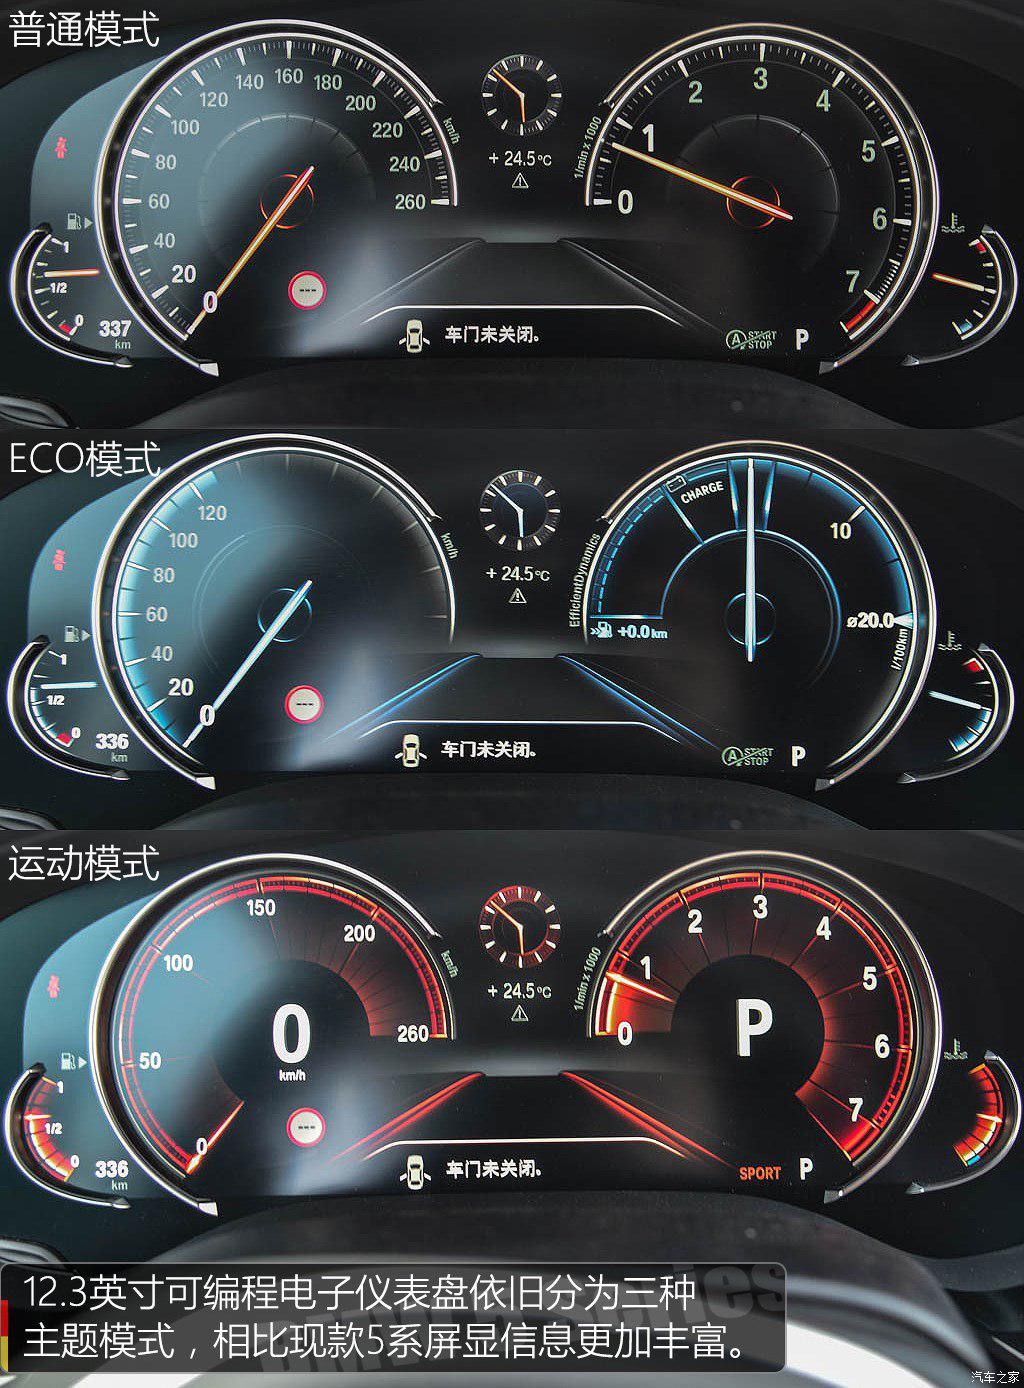 普通模式
0
20
40
60
80
100
120
140
160
180
200
220
240
260
km/h
+ 24.5°C
1/min x 1000
0
1
2
3
4
5
6
7
1
1/2
0
337
km
---
车门未关闭。
A START
STOP
P
ECO模式
0
20
40
60
80
100
120
km/h
+ 24.5°C
EfficientDynamics
CHARGE
+0.0 km
10
ø20.0
l/100km
1
1/2
0
336
km
---
车门未关闭。
A START
STOP
P
运动模式
0
50
100
150
200
260
km/h
0
km/h
+ 24.5°C
1/min x 1000
0
1
2
3
4
5
6
7
P
1
1/2
0
336
km
---
车门未关闭。
SPORT P
12.3英寸可编程电子仪表盘依旧分为三种
主题模式，相比现款5系屏显信息更加丰富。
汽车之家